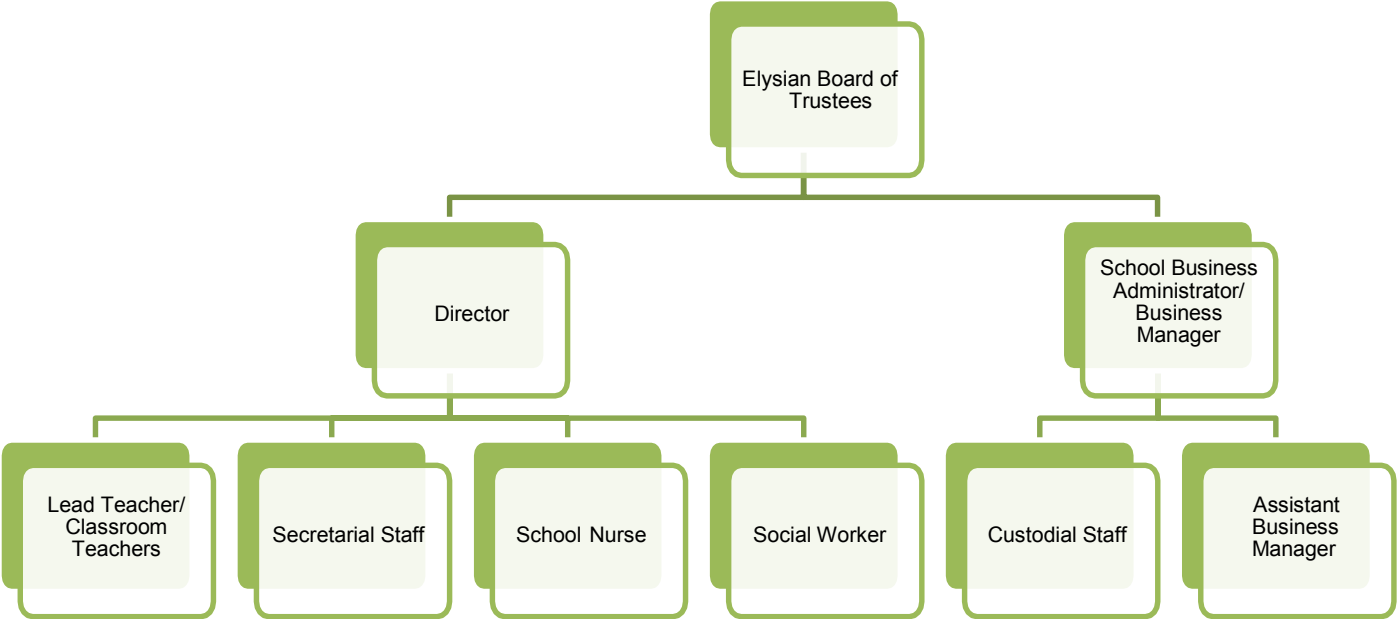 Elysian Board of
Trustees
Director
School Business
Administrator/
Business
Manager
Lead Teacher/
Classroom
Teachers
Secretarial Staff
School Nurse
Social Worker
Custodial Staff
Assistant
Business
Manager